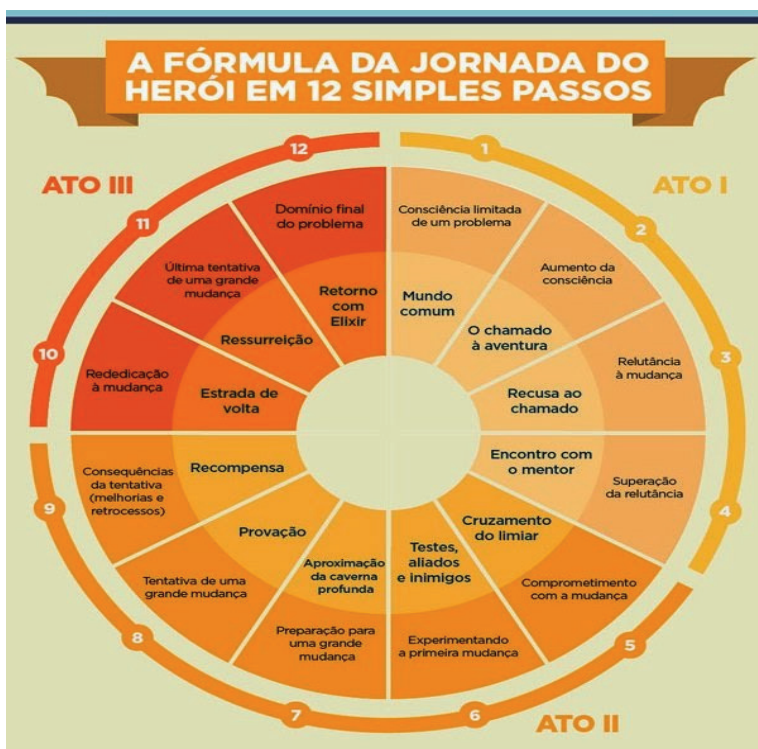 A FÓRMULA DA JORNADA DO
HERÓI EM 12 SIMPLES PASSOS
ATO I
1
Consciência limitada
de um problema
Mundo
comum
2
Aumento da
consciência
O chamado
à aventura
3
Relutância
à mudança
Recusa ao
chamado
4
Superação
da relutância
Encontro com
o mentor
ATO II
5
Comprometimento
com a mudança
Cruzamento
do limiar
6
Experimentando
a primeira mudança
Testes,
aliados
e inimigos
7
Preparação para
uma grande
mudança
Aproximação
da caverna
profunda
8
Tentativa de uma
grande mudança
Provação
9
Consequências
da tentativa
(melhorias e
retrocessos)
Recompensa
ATO III
10
Rededicação
à mudança
Estrada de
volta
11
Última tentativa
de uma grande
mudança
Ressurreição
12
Domínio final
do problema
Retorno
com
Elixir